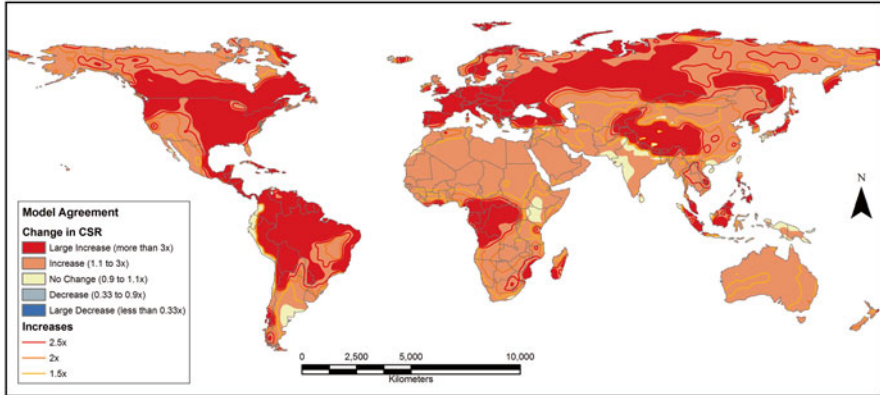 N
Model Agreement
Change in CSR
Large Increase (more than 3x)
Increase (1.1 to 3x)
No Change (0.9 to 1.1x)
Decrease (0.33 to 0.9x)
Large Decrease (less than 0.33x)
Increases
2.5x
2x
1.5x
0 2,500 5,000 10,000
Kilometers